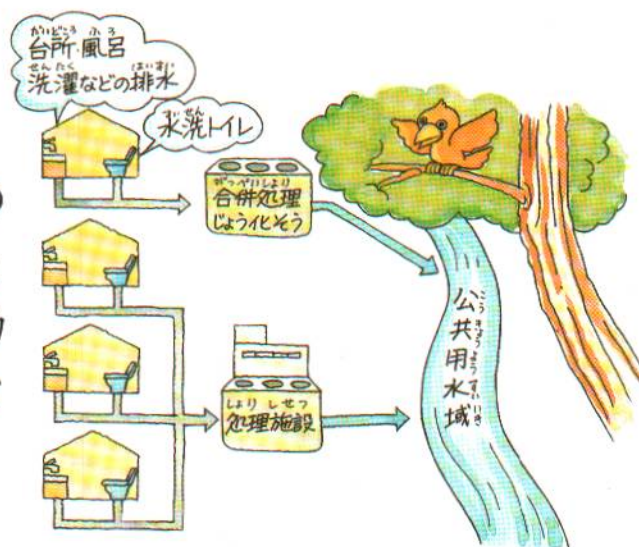 台所・風呂
洗濯などの排水
水洗トイレ
合併処理
じょう化そう
処理施設
公共用水域